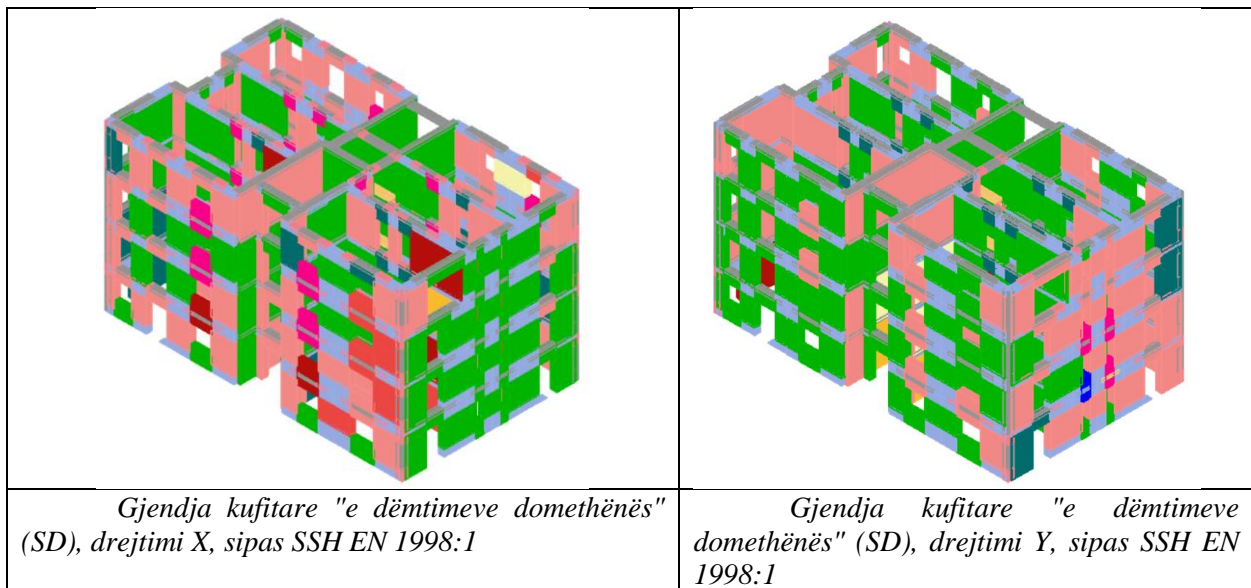 Gjendja kufitare "e dëmtimeve domethënës"
(SD), drejtimi X, sipas SSH EN 1998:1
Gjendja kufitare "e dëmtimeve
domethënës" (SD), drejtimi Y, sipas SSH EN
1998:1